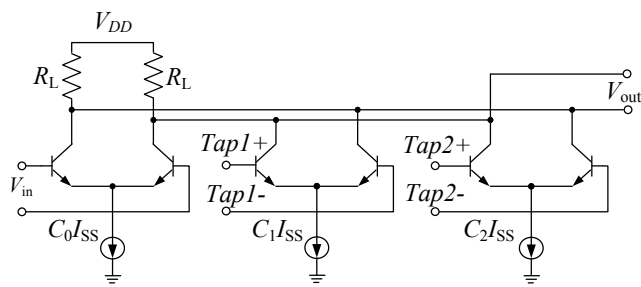 V_DD
R_L
R_L
V_out
Tap1+
Tap2+
V_in
Tap1-
Tap2-
C_0I_SS
C_1I_SS
C_2I_SS